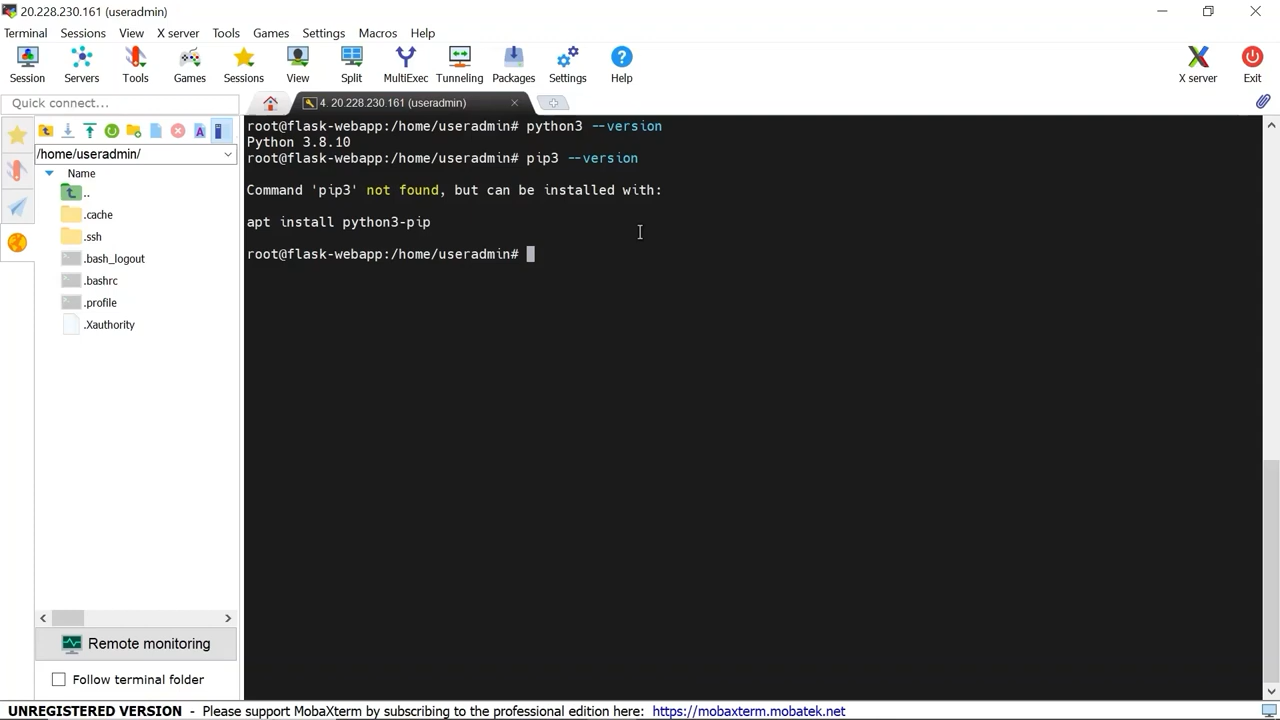 20.228.230.161 (useradmin)
Terminal Sessions View X server Tools Games Settings Macros Help
Session Servers Tools Games Sessions View Split MultiExec Tunneling Packages Settings Help X server Exit
Quick connect...
4. 20.228.230.161 (useradmin)
/home/useradmin/
Name
..
.cache
.ssh
.bash_logout
.bashrc
.profile
.Xauthority
Remote monitoring
Follow terminal folder
root@flask-webapp:/home/useradmin# python3 --version
Python 3.8.10
root@flask-webapp:/home/useradmin# pip3 --version
Command 'pip3' not found, but can be installed with:
apt install python3-pip
root@flask-webapp:/home/useradmin#
UNREGISTERED VERSION - Please support MobaXterm by subscribing to the professional edition here: https://mobaxterm.mobatek.net